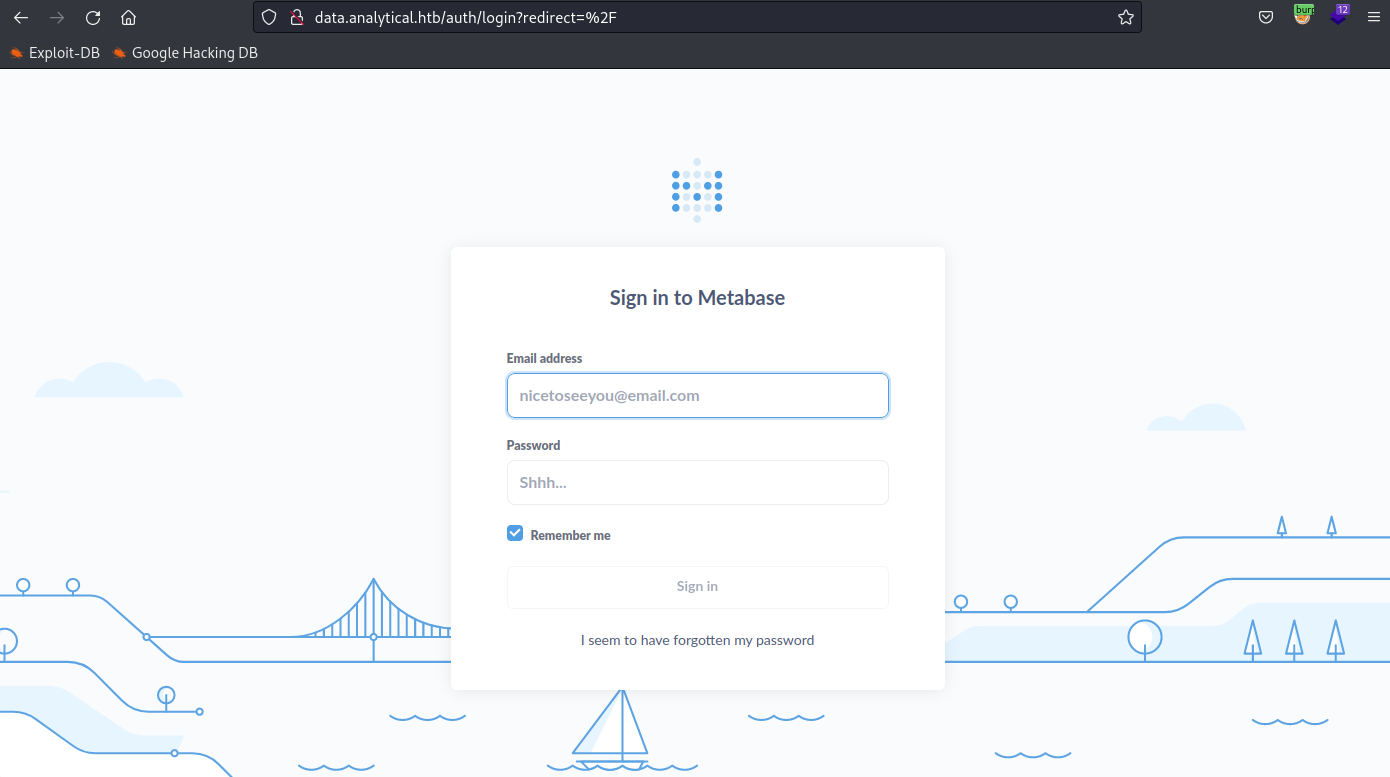 data.analytical.htb/auth/login?redirect=%2F
burp
12
Exploit-DB
Google Hacking DB
Sign in to Metabase
Email address
nicetoseeyou@email.com
Password
Shhh...
Remember me
Sign in
I seem to have forgotten my password